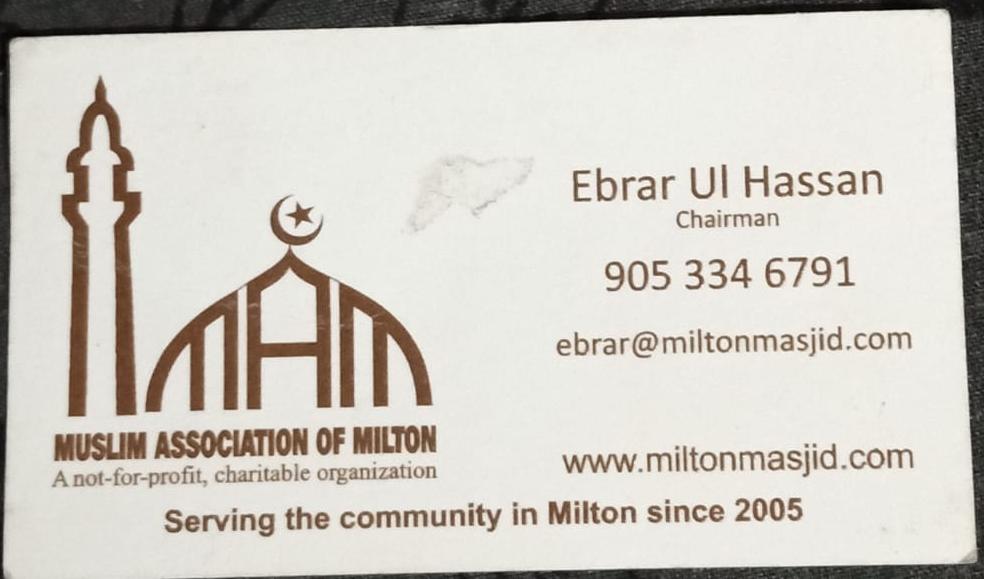 MAM
MUSLIM ASSOCIATION OF MILTON
A not-for-profit, charitable organization
Ebrar Ul Hassan
Chairman
905 334 6791
ebrar@miltonmasjid.com
www.miltonmasjid.com
Serving the community in Milton since 2005